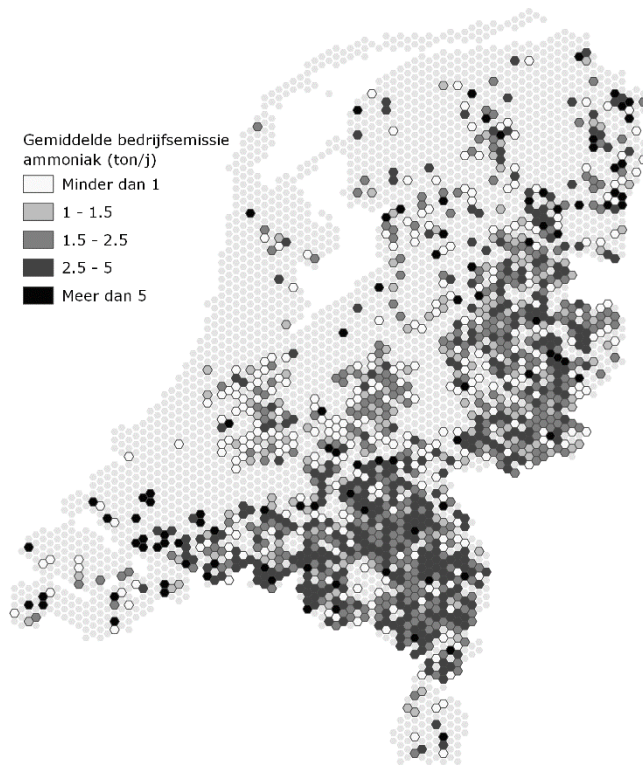 Gemiddelde bedrijfsemissie
ammoniak (ton/j)
Minder dan 1
1 - 1.5
1.5 - 2.5
2.5 - 5
Meer dan 5